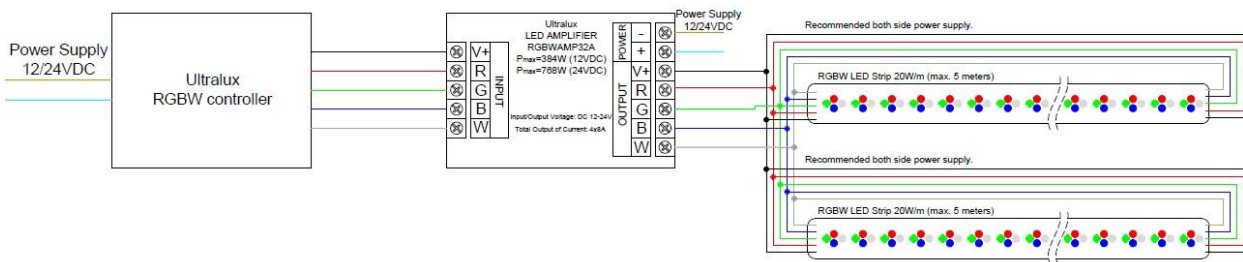 Power Supply
12/24VDC
Ultralux
RGBW controller
Ultralux
LED AMPLIFIER
RGBWAMP32A
Pmax=384W (12VDC)
Pmax=768W (24VDC)
Input/Output Voltage: DC 12-24V
Total Output of Current: 4x8A
INPUT
V+
R
G
B
W
POWER
-
+
OUTPUT
V+
R
G
B
W
Power Supply
12/24VDC
Recommended both side power supply.
RGBW LED Strip 20W/m (max. 5 meters)
Recommended both side power supply.
RGBW LED Strip 20W/m (max. 5 meters)